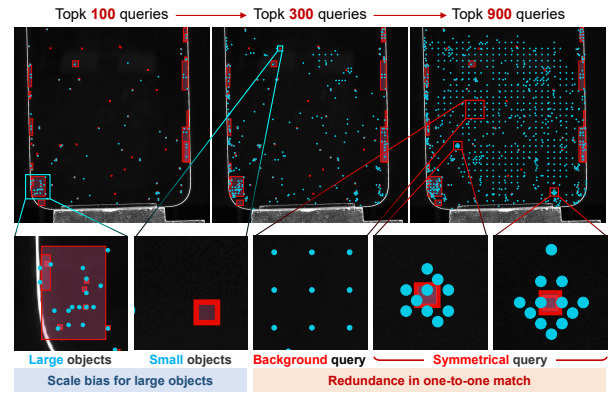 Topk 100 queries
Topk 300 queries
Topk 900 queries
Large objects
Small objects
Background query
Symmetrical query
Scale bias for large objects
Redundance in one-to-one match